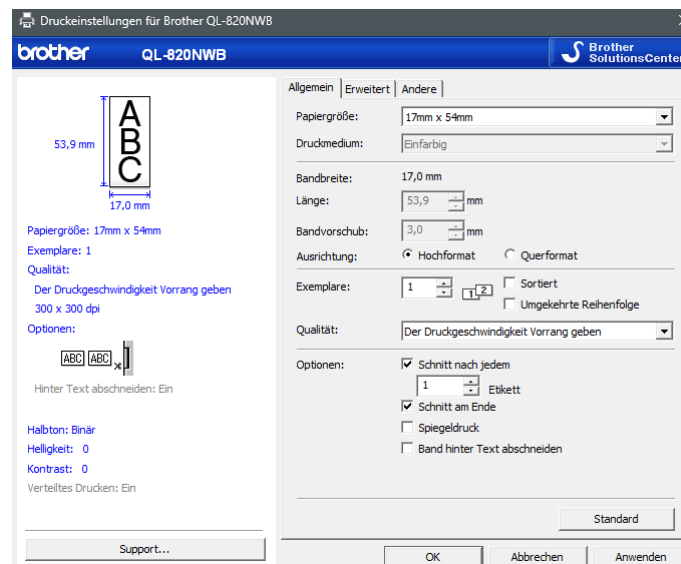 Druckeinstellungen für Brother QL-820NWB
brother QL-820NWB
Brother
SolutionsCenter
A
B
C
53,9 mm
17,0 mm
Papiergröße: 17mm x 54mm
Exemplare: 1
Qualität:
Der Druckgeschwindigkeit Vorrang geben
300 x 300 dpi
Optionen:
ABC ABC
Hinter Text abschneiden: Ein
Halbton: Binär
Helligkeit: 0
Kontrast: 0
Verteiltes Drucken: Ein
Support...
Allgemein Erweitert Andere
Papiergröße: 17mm x 54mm
Druckmedium: Einfarbig
Bandbreite: 17,0 mm
Länge: 53,9 mm
Bandvorschub: 3,0 mm
Ausrichtung: Hochformat Querformat
Exemplare: 1 1 2 Sortiert
Umgekehrte Reihenfolge
Qualität: Der Druckgeschwindigkeit Vorrang geben
Optionen: Schnitt nach jedem
1 Etikett
Schnitt am Ende
Spiegeldruck
Band hinter Text abschneiden
Standard
OK Abbrechen Anwenden